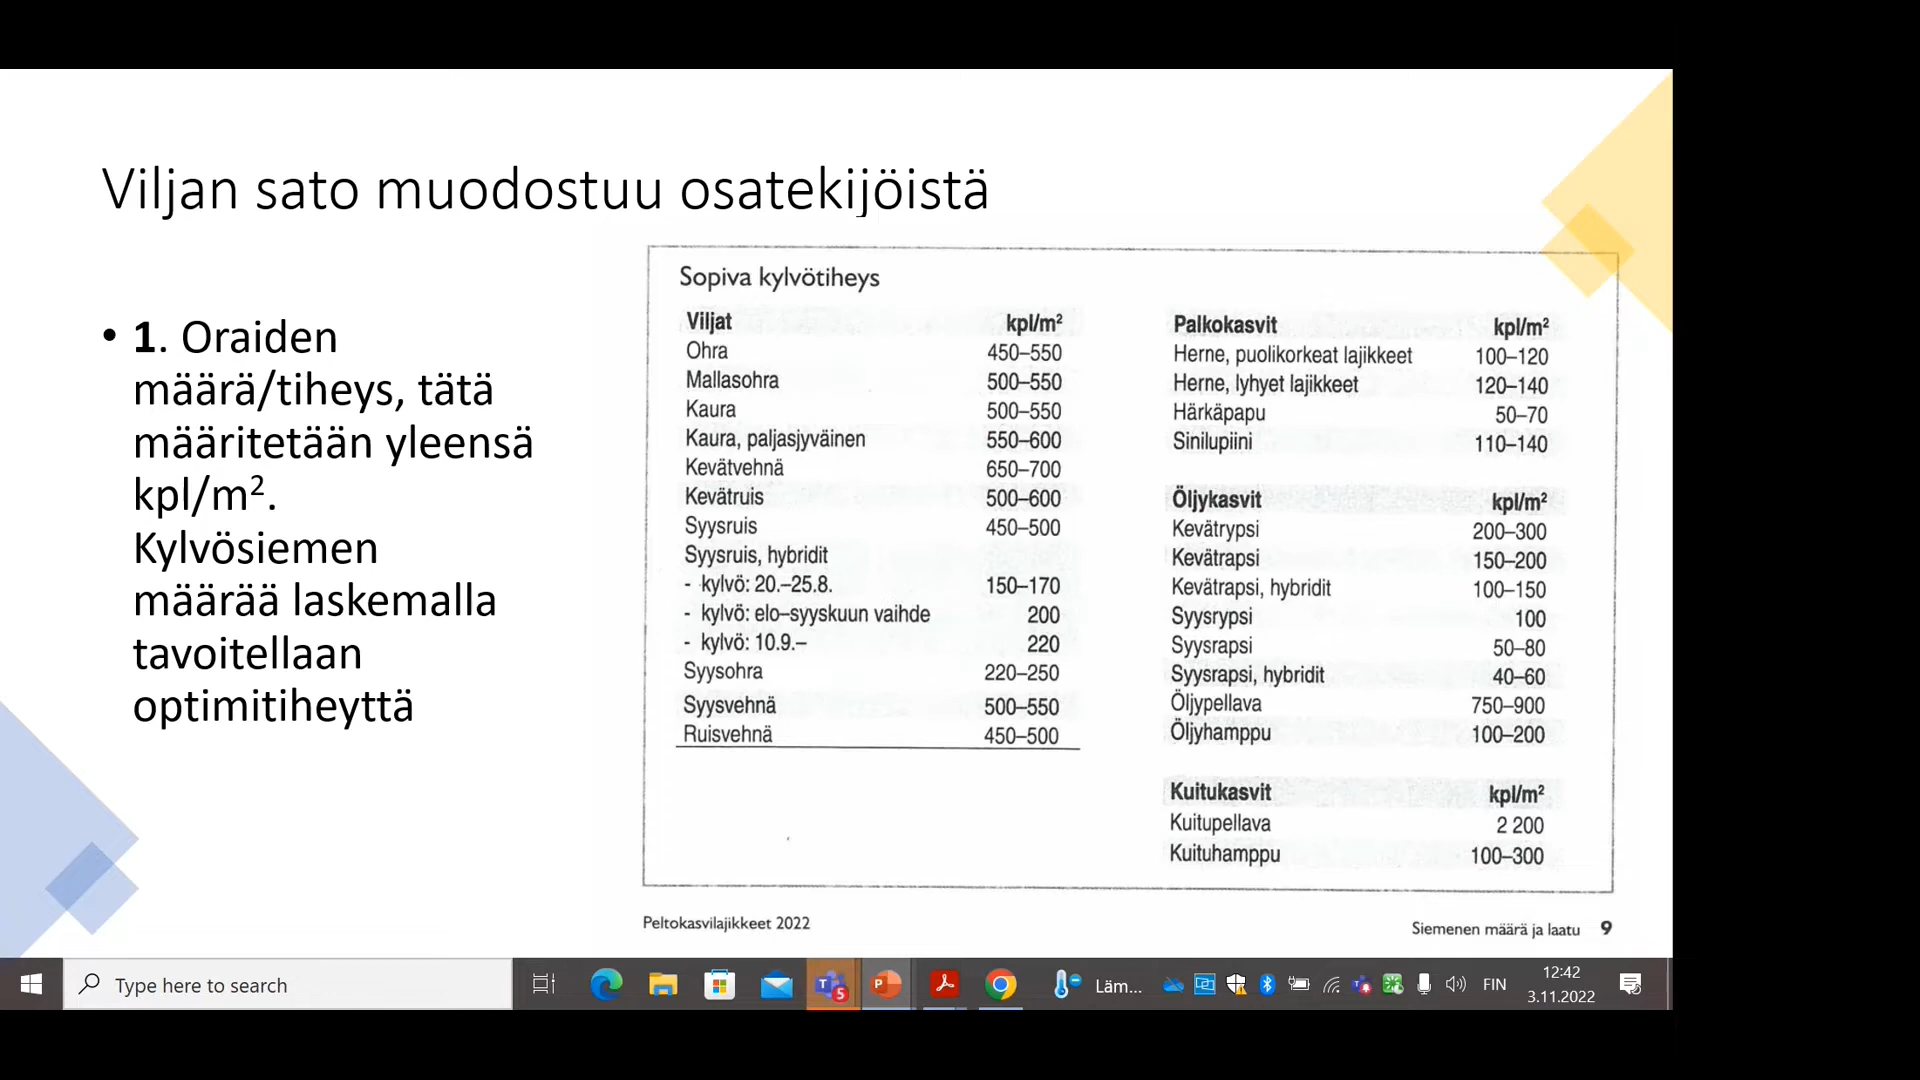 Viljan sato muodostuu osatekijöistä
• 1. Oraiden
määrä/tiheys, tätä
määritetään yleensä
kpl/m².
Kylvösiemen
määrää laskemalla
tavoitellaan
optimitiheyttä
Sopiva kylvötiheys
Viljat kpl/m²
Ohra 450–550
Mallasohra 500–550
Kaura 500–550
Kaura, paljasjyväinen 550–600
Kevätvehnä 650–700
Kevätruis 500–600
Syysruis 450–500
Syysruis, hybridit
- kylvö: 20.–25.8. 150–170
- kylvö: elo–syyskuun vaihde 200
- kylvö: 10.9.– 220
Syysohra 220–250
Syysvehnä 500–550
Ruisvehnä 450–500
Palkokasvit kpl/m²
Herne, puolikorkeat lajikkeet 100–120
Herne, lyhyet lajikkeet 120–140
Härkäpapu 50–70
Sinilupiini 110–140
Öljykasvit kpl/m²
Kevätrypsi 200–300
Kevätrapsi 150–200
Kevätrapsi, hybridit 100–150
Syysrypsi 100
Syysrapsi 50–80
Syysrapsi, hybridit 40–60
Öljypellava 750–900
Öljyhamppu 100–200
Kuitukasvit kpl/m²
Kuitupellava 2 200
Kuituhamppu 100–300
Peltokasvilajikkeet 2022
Siemenen määrä ja laatu 9
Type here to search
5
Läm...
FIN
12:42
3.11.2022